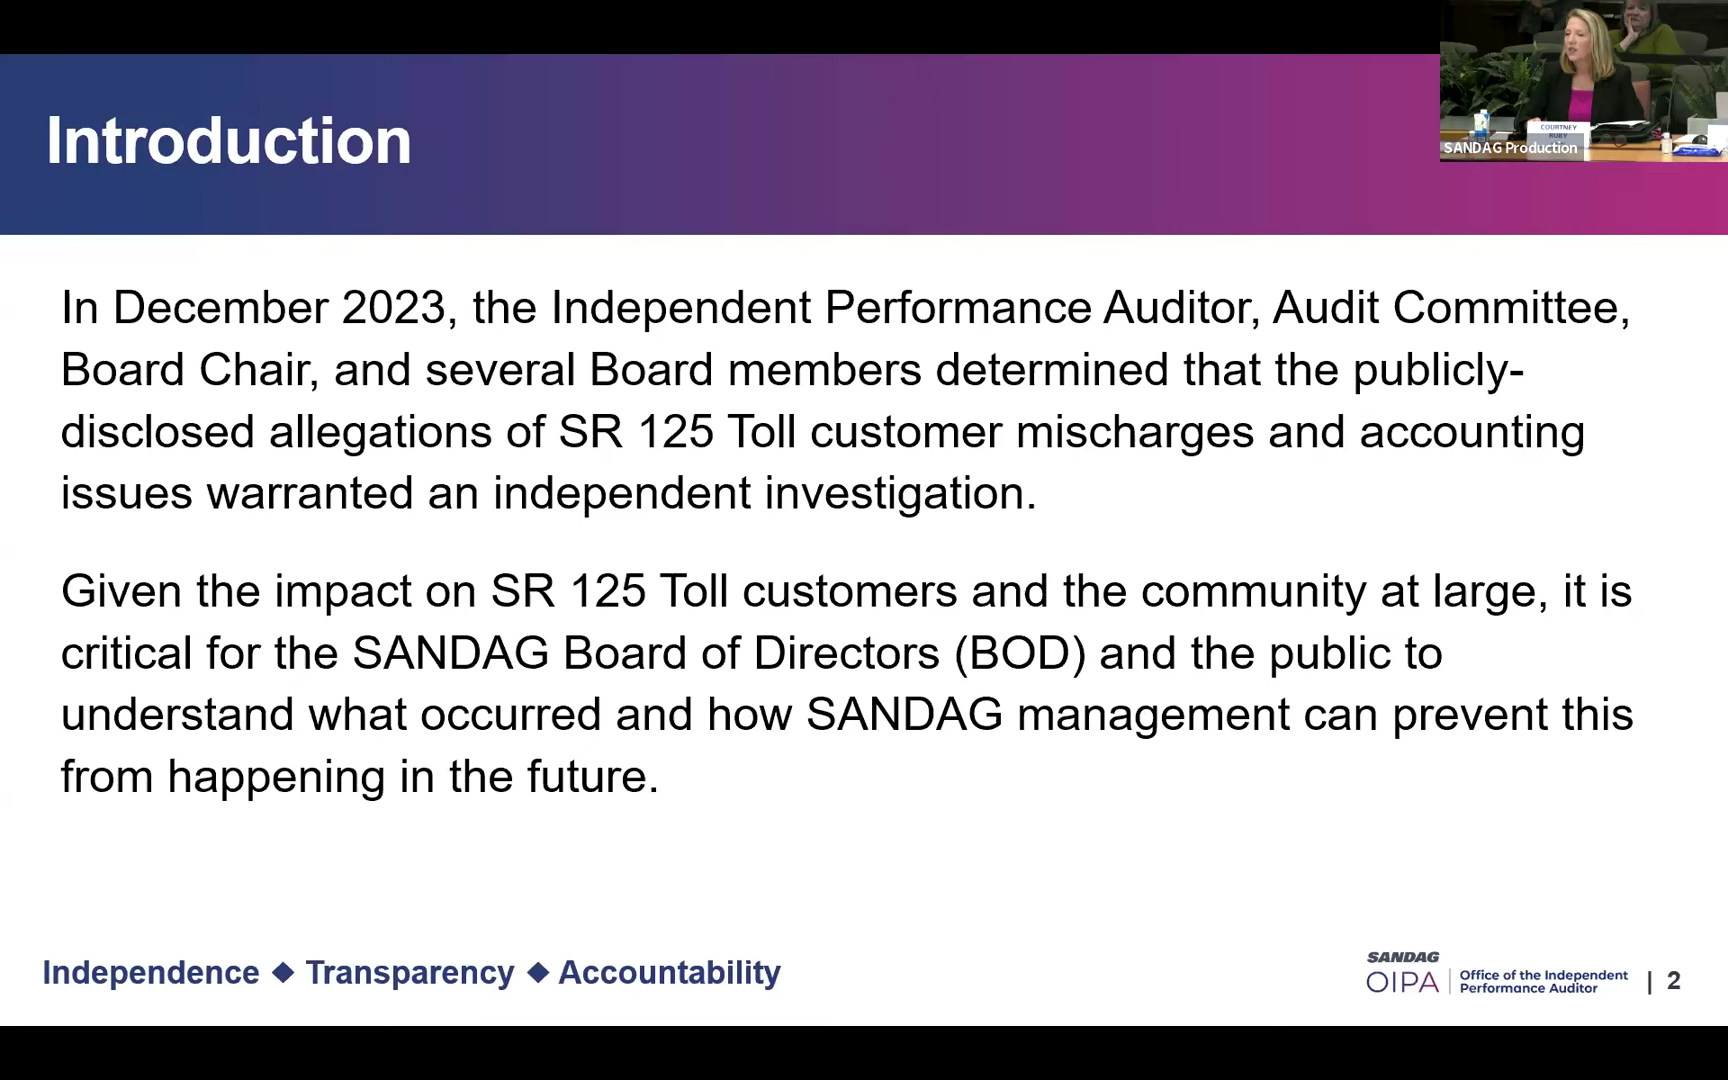 Introduction
COURTNEY
RUBY
SANDAG Production
In December 2023, the Independent Performance Auditor, Audit Committee,
Board Chair, and several Board members determined that the publicly-
disclosed allegations of SR 125 Toll customer mischarges and accounting
issues warranted an independent investigation.
Given the impact on SR 125 Toll customers and the community at large, it is
critical for the SANDAG Board of Directors (BOD) and the public to
understand what occurred and how SANDAG management can prevent this
from happening in the future.
Independence ◆ Transparency ◆ Accountability
SANDAG
OIPA
Office of the Independent
Performance Auditor
| 2